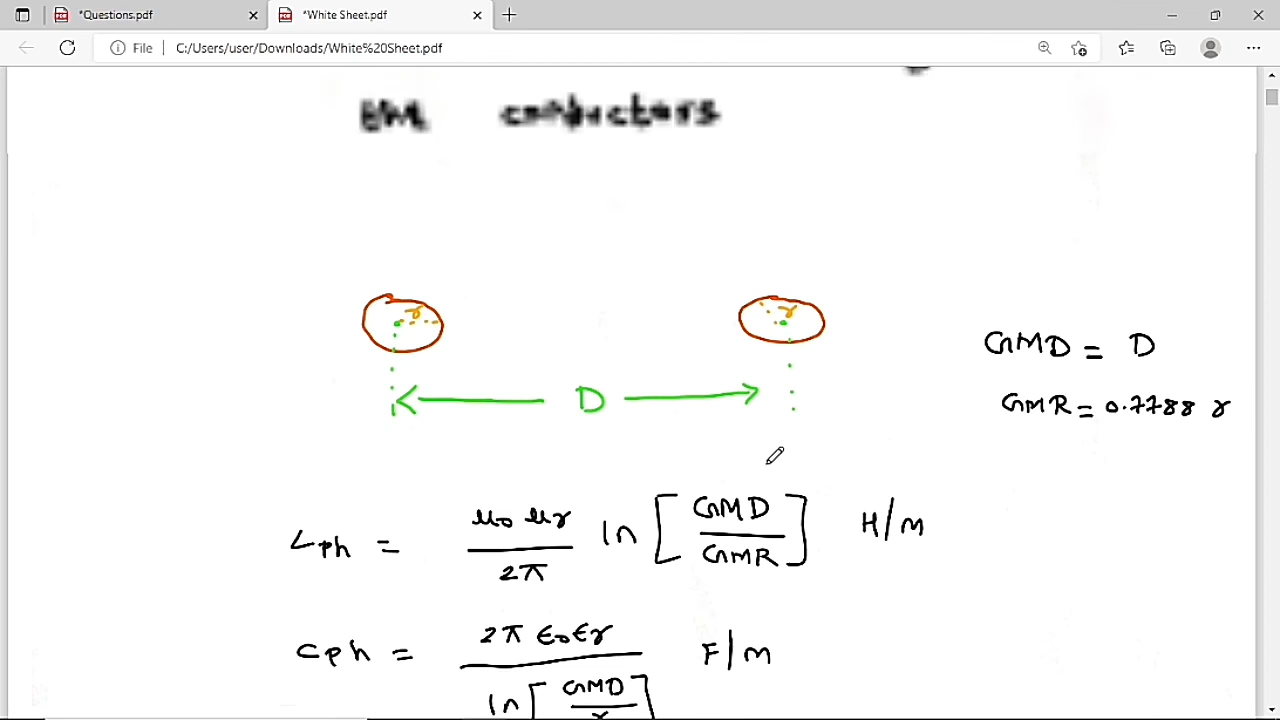 *Questions.pdf
*White Sheet.pdf
File
C:/Users/user/Downloads/White%20Sheet.pdf
the conductors
r
r
D
GMD = D
GMR = 0.7788 r
Lph = μ0 μr / 2π ln [ GMD / GMR ] H/m
Cph = 2π ε0 εr / ln [ GMD / r ] F/m